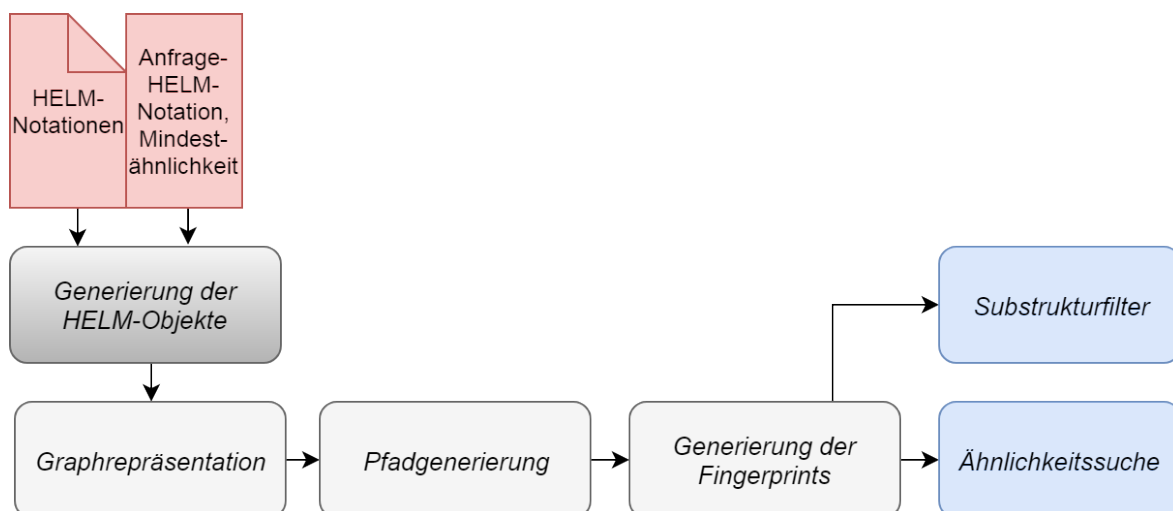 HELM-
Notationen
Anfrage-
HELM-
Notation,
Mindest-
ähnlichkeit
Generierung der
HELM-Objekte
Substrukturfilter
Graphrepräsentation
Pfadgenerierung
Generierung der
Fingerprints
Ähnlichkeitssuche